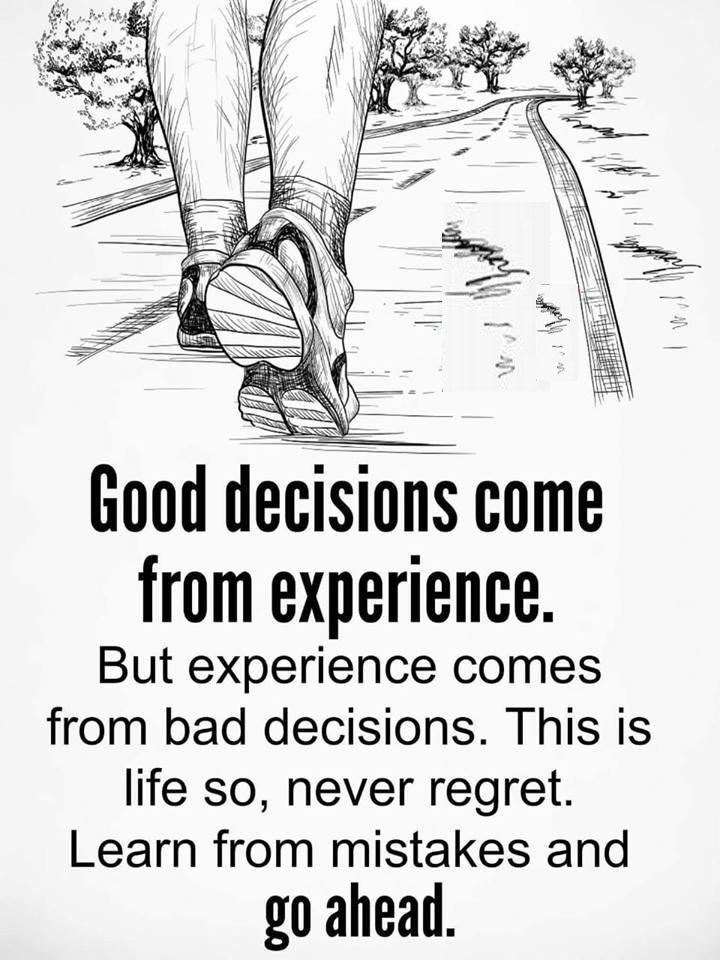 Good decisions come
from experience.
But experience comes
from bad decisions. This is
life so, never regret.
Learn from mistakes and
go ahead.